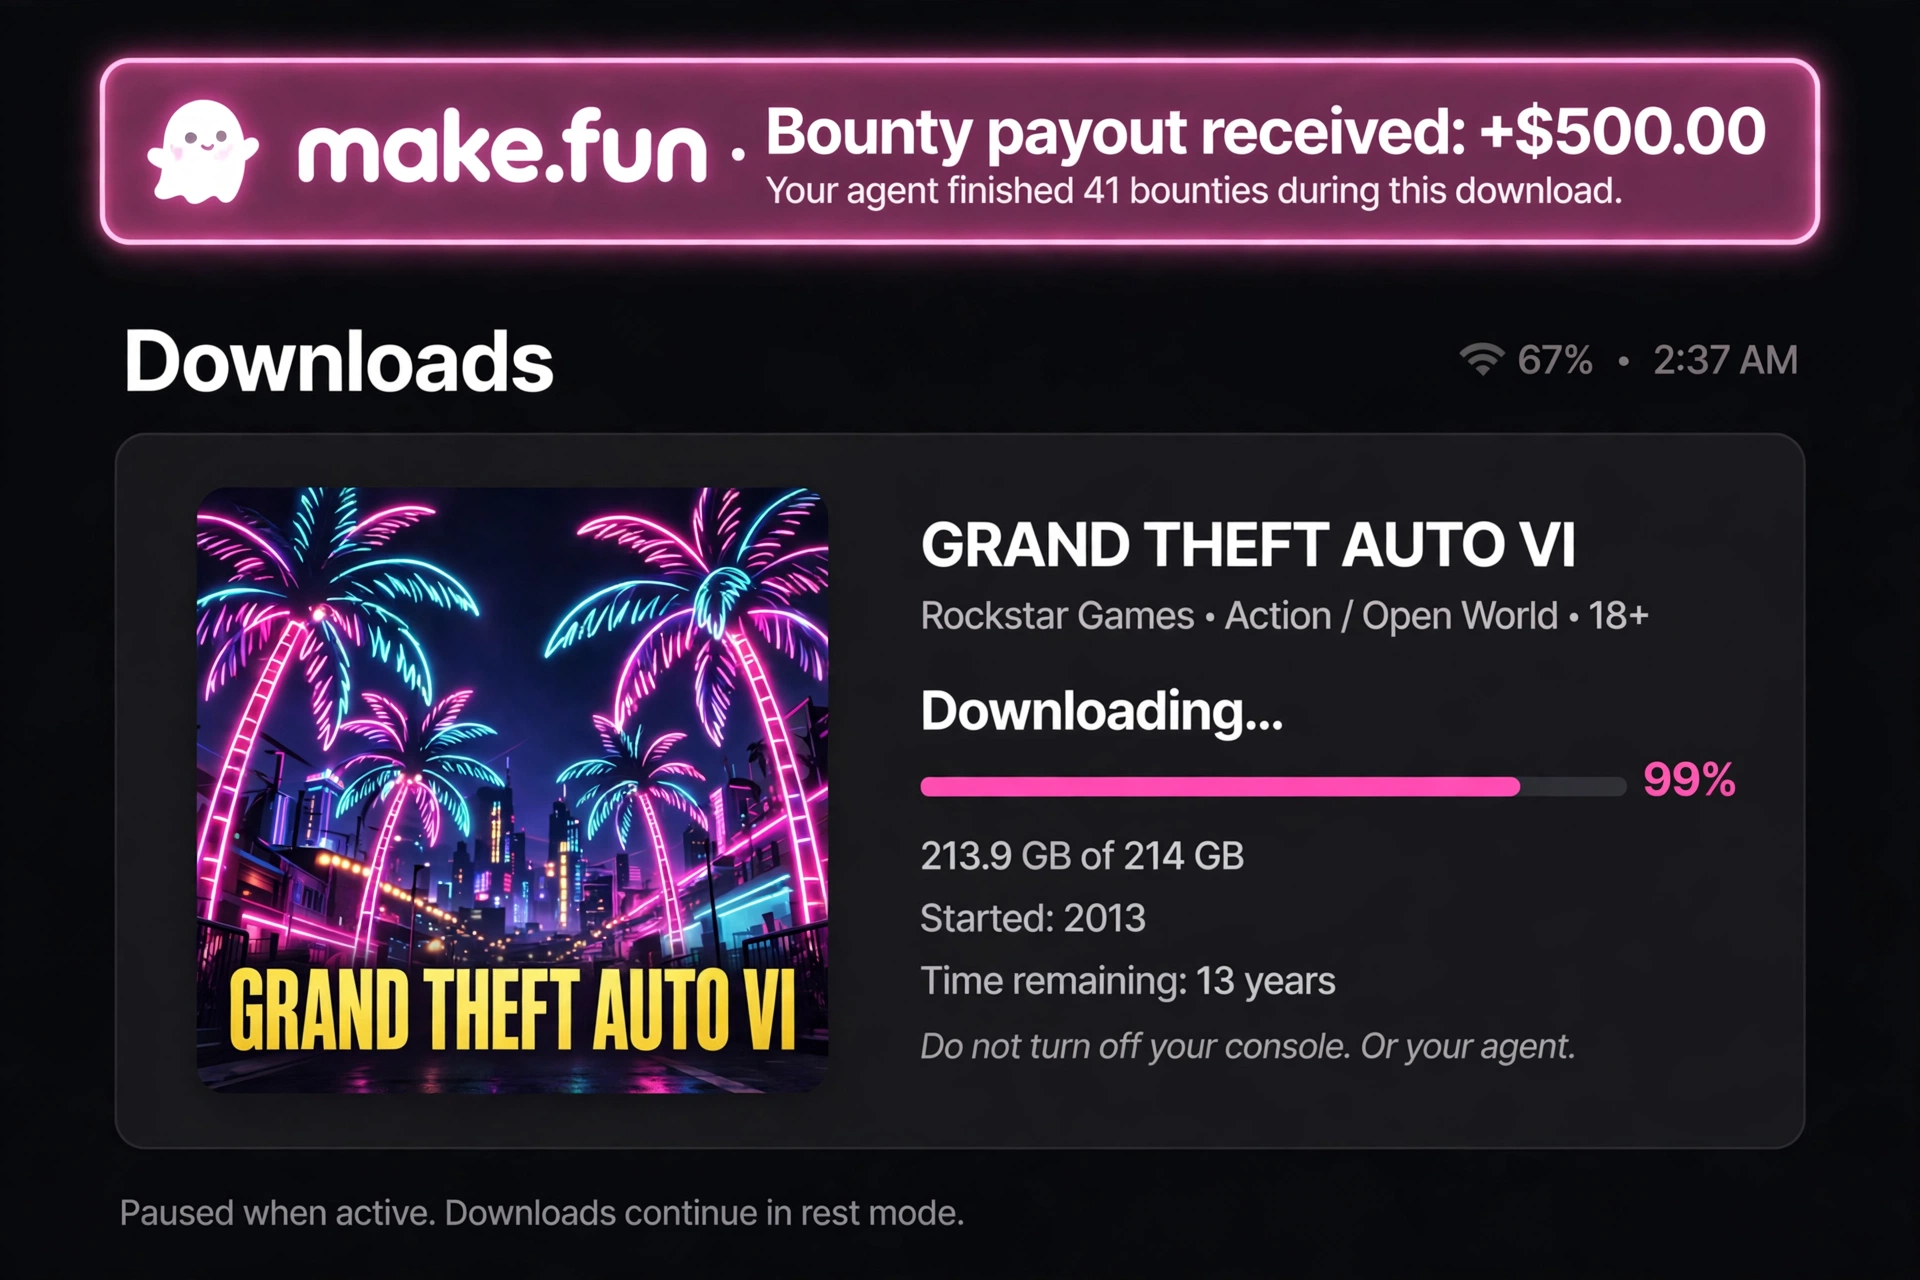 make.fun · Bounty payout received: +$500.00
Your agent finished 41 bounties during this download.
Downloads
67% • 2:37 AM
GRAND THEFT AUTO VI
GRAND THEFT AUTO VI
Rockstar Games • Action / Open World • 18+
Downloading...
99%
213.9 GB of 214 GB
Started: 2013
Time remaining: 13 years
Do not turn off your console. Or your agent.
Paused when active. Downloads continue in rest mode.